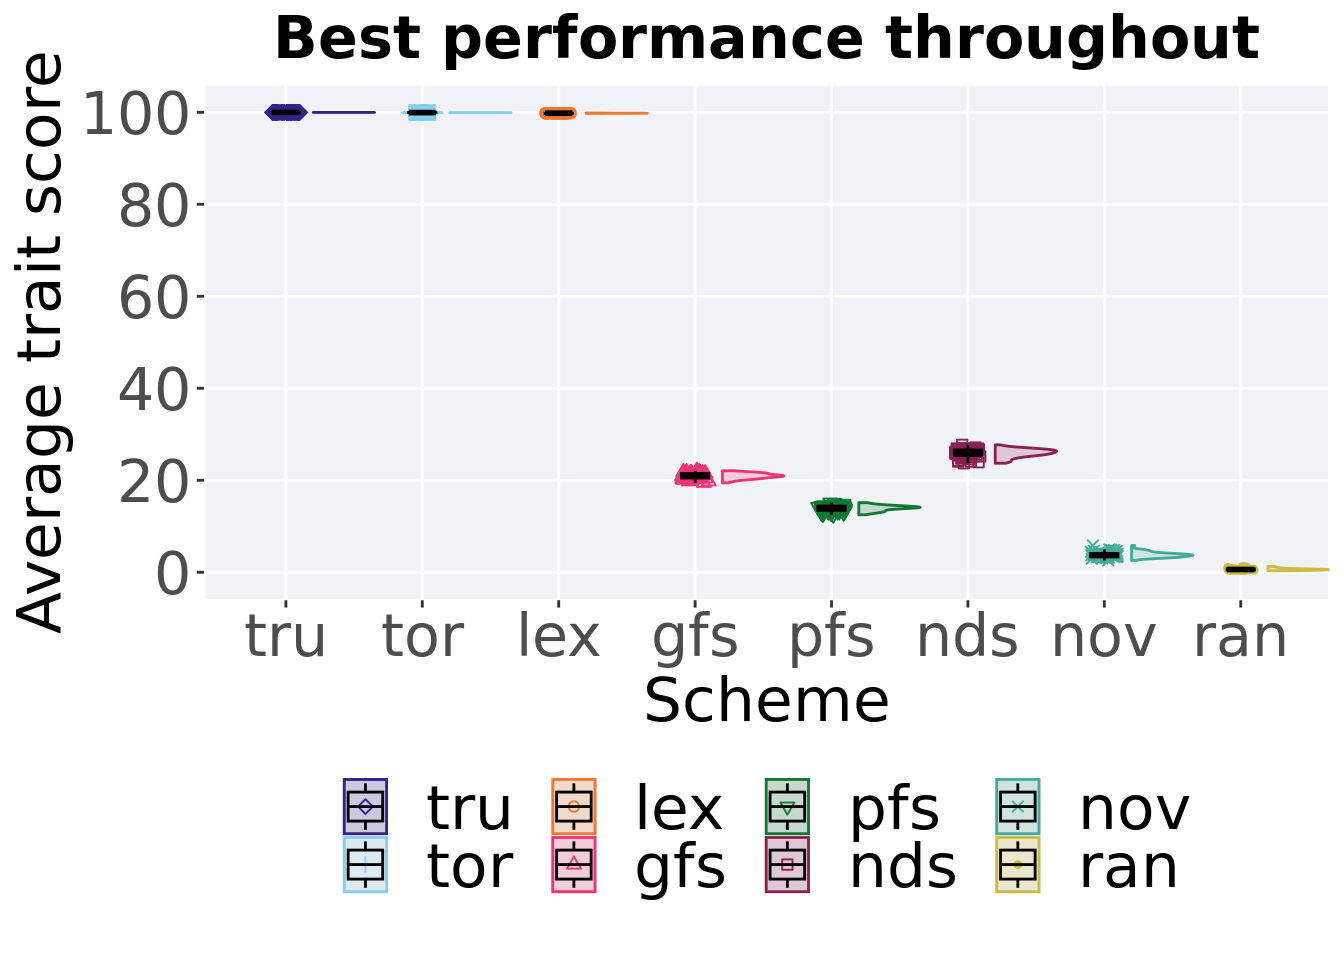 Best performance throughout
Average trait score
100
80
60
40
20
0
tru tor lex gfs pfs nds nov ran
Scheme
tru lex pfs nov
tor gfs nds ran